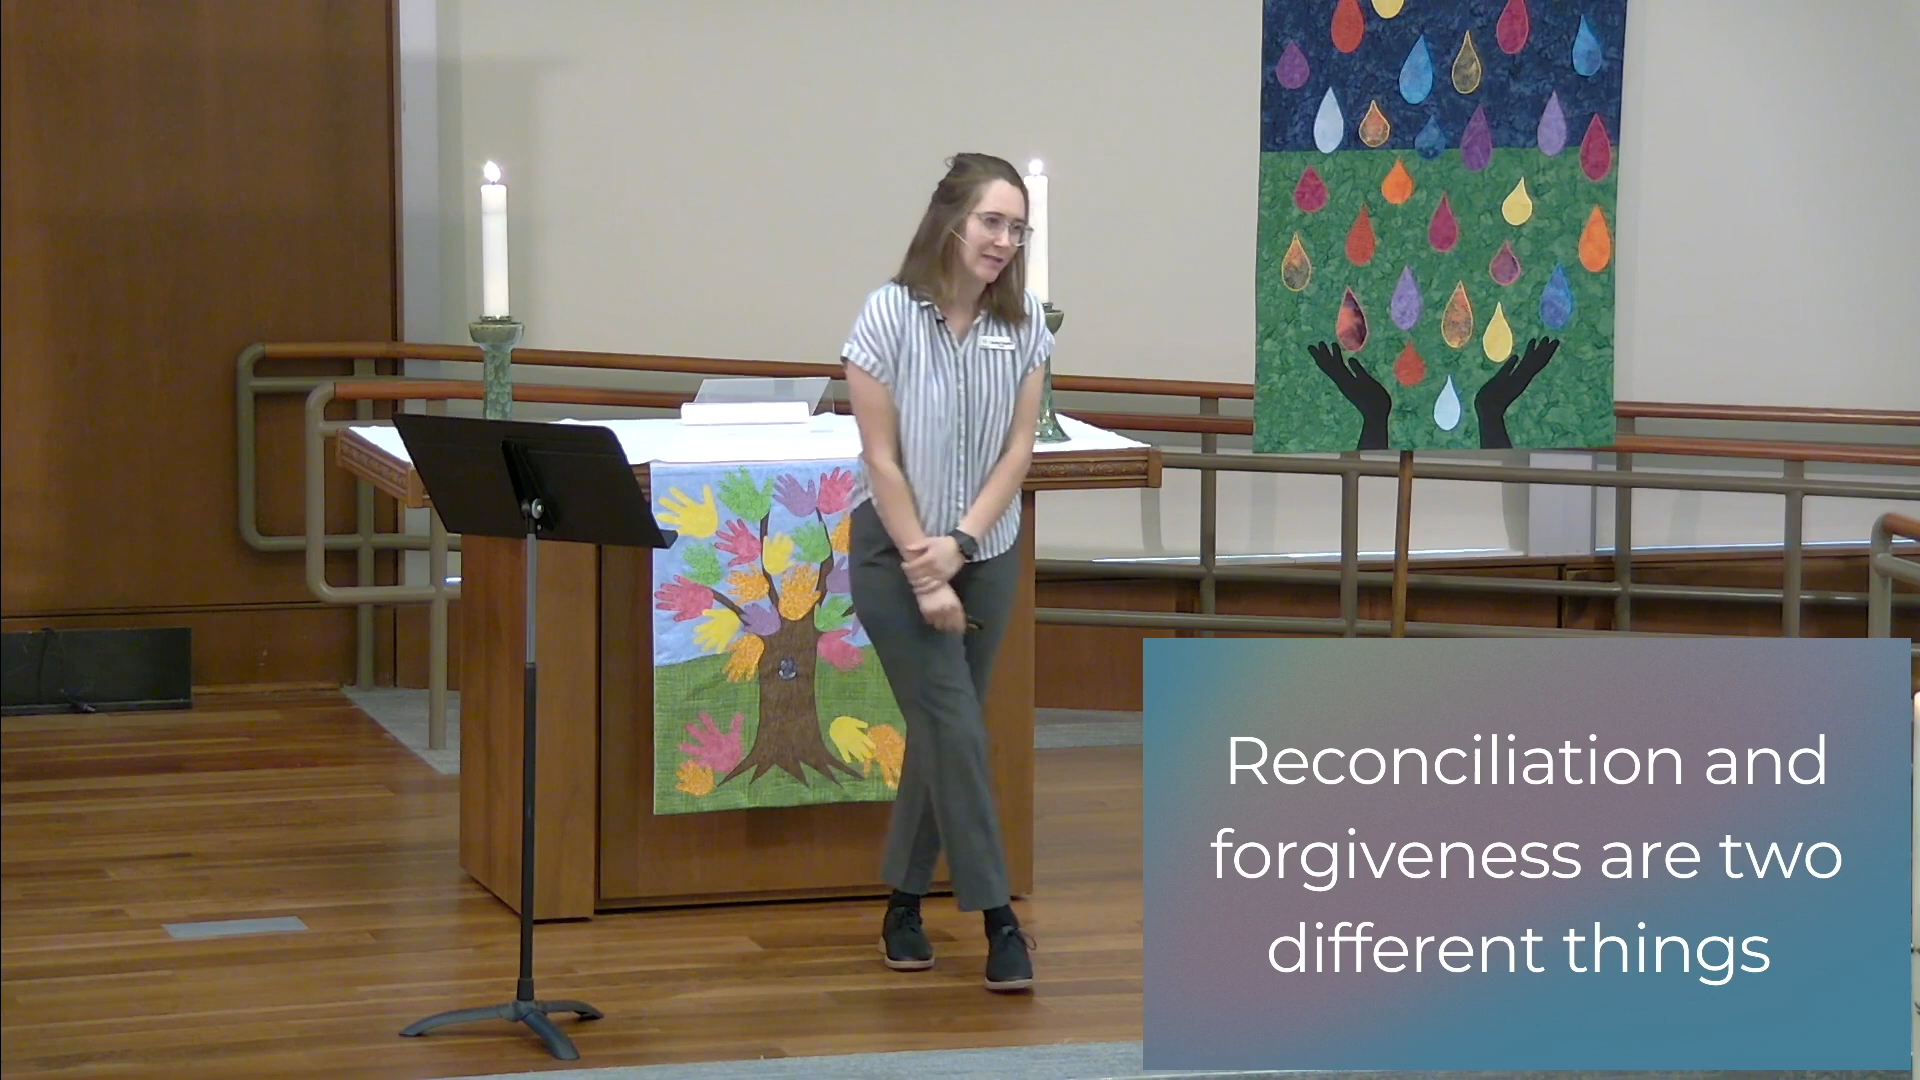 Reconciliation and
forgiveness are two
different things